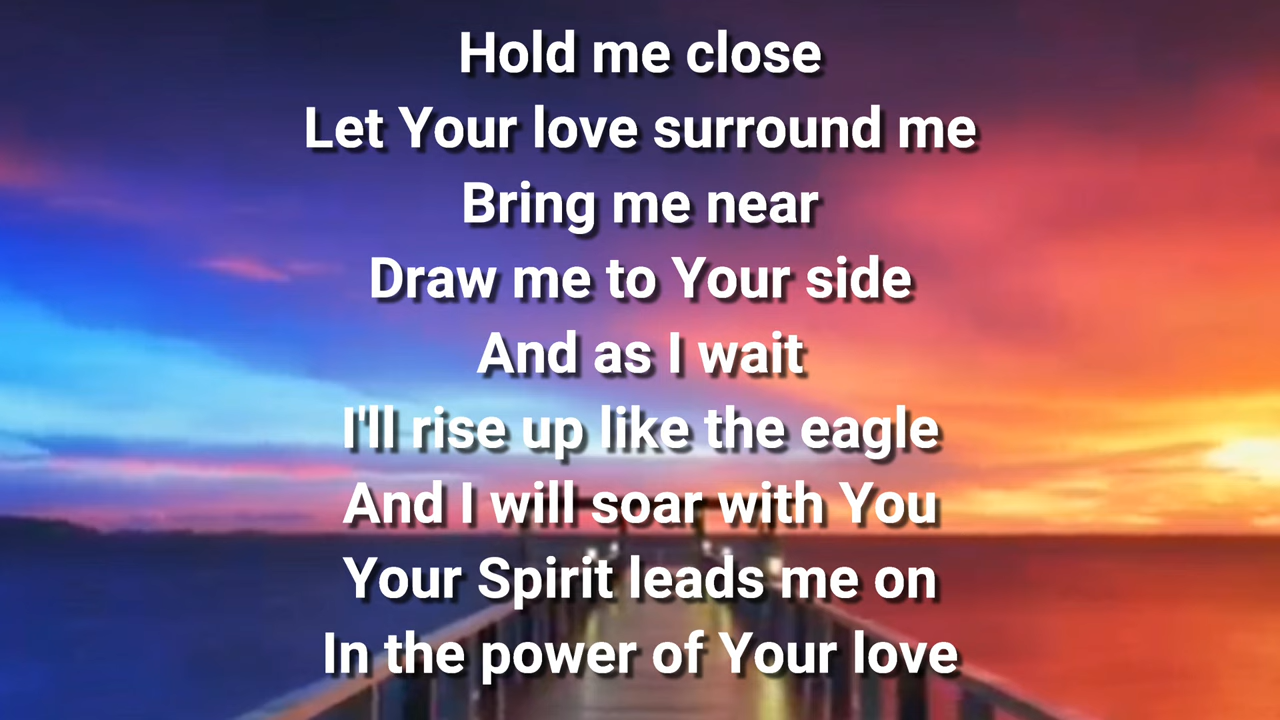 Hold me close
Let Your love surround me
Bring me near
Draw me to Your side
And as I wait
I'll rise up like the eagle
And I will soar with You
Your Spirit leads me on
In the power of Your love